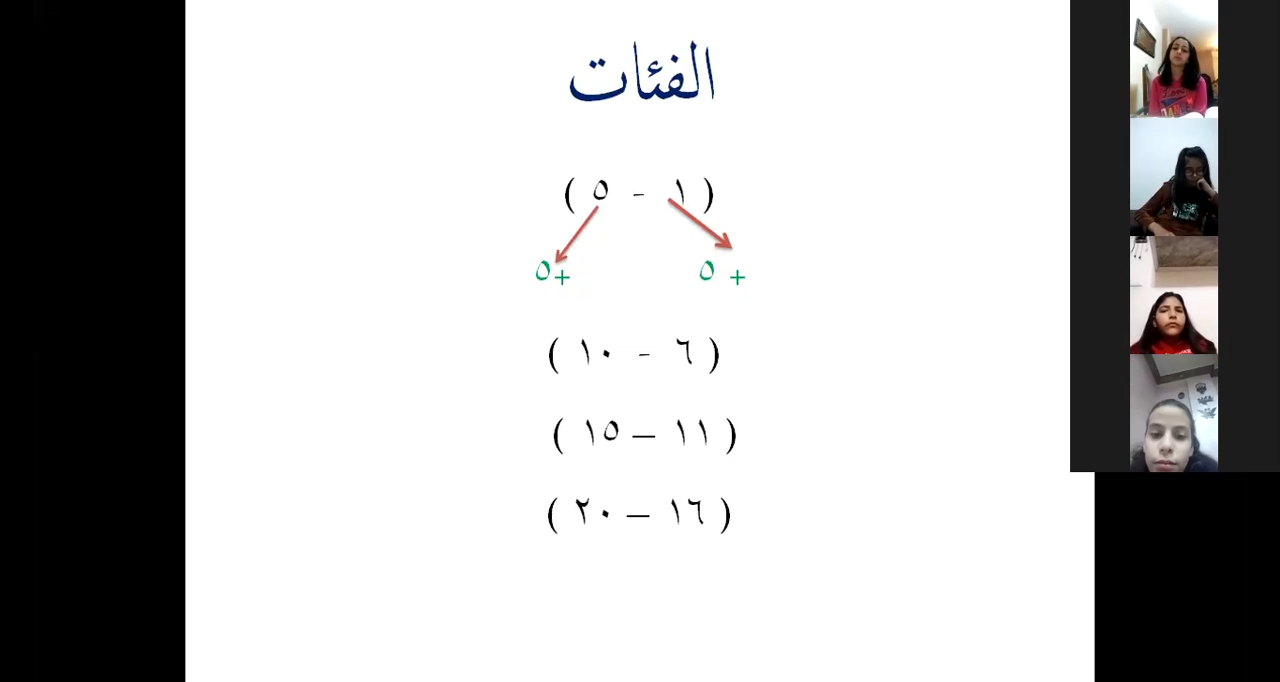 الفئات
( ١ - ٥ )
+ ٥ +٥
( ٦ - ١٠ )
( ١١ – ١٥ )
( ١٦ – ٢٠ )